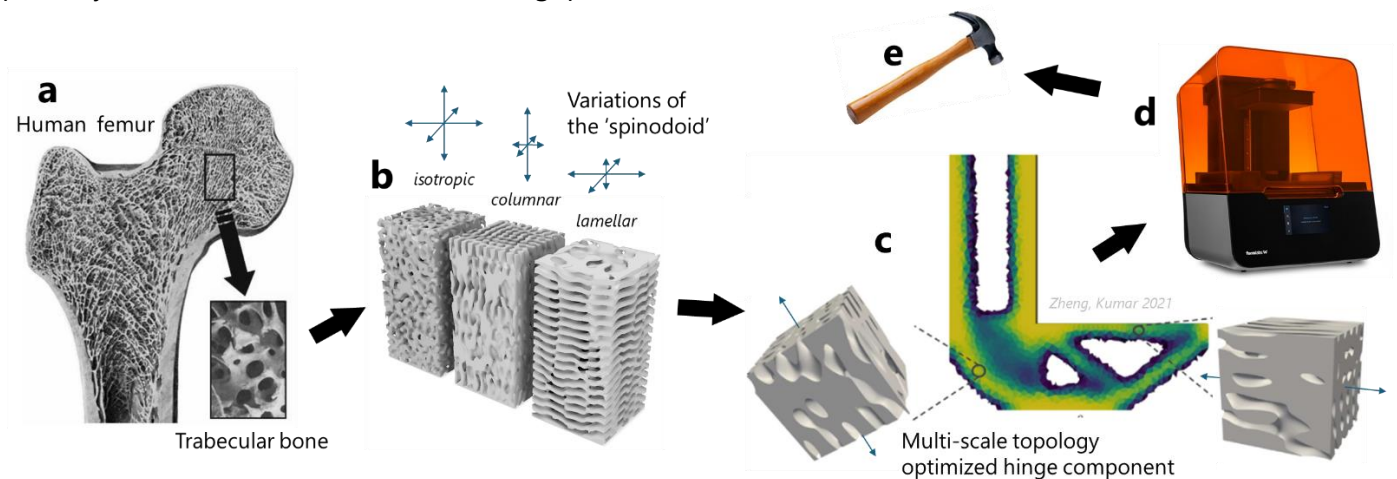 a
Human femur
Trabecular bone
b
Variations of
the 'spinodoid'
isotropic
columnar
lamellar
c
Zheng, Kumar 2021
Multi-scale topology
optimized hinge component
d
e